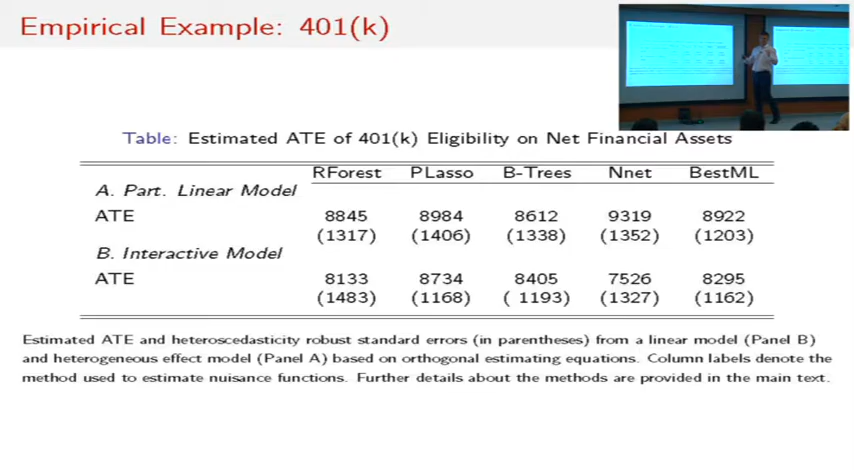 Empirical Example: 401(k)
Table: Estimated ATE of 401(k) Eligibility on Net Financial Assets
RForest PLasso B-Trees Nnet BestML
A. Part. Linear Model
ATE 8845 8984 8612 9319 8922
(1317) (1406) (1338) (1352) (1203)
B. Interactive Model
ATE 8133 8734 8405 7526 8295
(1483) (1168) ( 1193) (1327) (1162)
Estimated ATE and heteroscedasticity robust standard errors (in parentheses) from a linear model (Panel B)
and heterogeneous effect model (Panel A) based on orthogonal estimating equations. Column labels denote the
method used to estimate nuisance functions. Further details about the methods are provided in the main text.